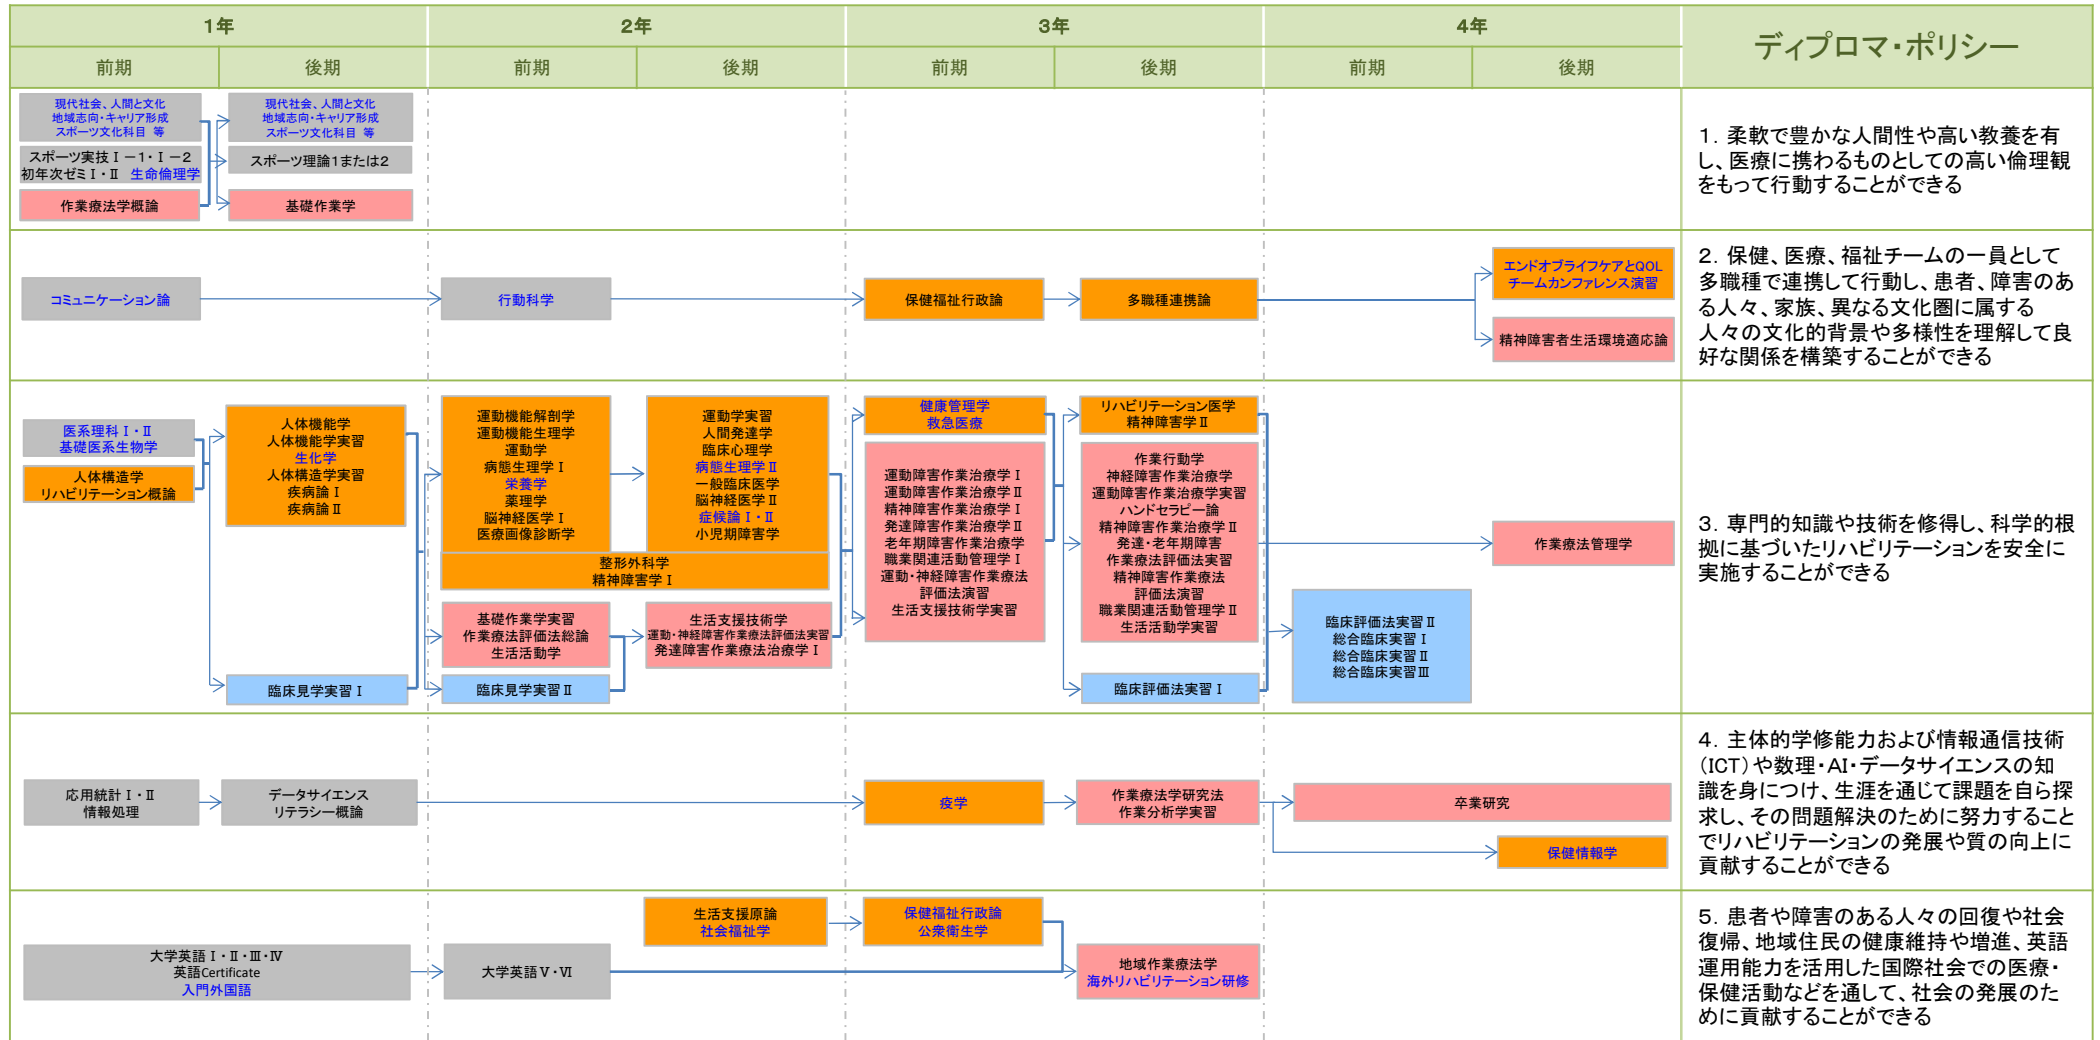 1年
2年
3年
4年
ディプロマ・ポリシー
前期
後期
前期
後期
前期
後期
前期
後期
現代社会、人間と文化
地域志向・キャリア形成
スポーツ文化科目 等
現代社会、人間と文化
地域志向・キャリア形成
スポーツ文化科目 等
スポーツ実技Ⅰ－1・Ⅰ－2
初年次ゼミⅠ・Ⅱ 生命倫理学
スポーツ理論1または2
作業療法学概論
基礎作業学
1．柔軟で豊かな人間性や高い教養を有
し、医療に携わるものとしての高い倫理観
をもって行動することができる
コミュニケーション論
行動科学
保健福祉行政論
多職種連携論
エンドオブライフケアとQOL
チームカンファレンス演習
精神障害者生活環境適応論
2．保健、医療、福祉チームの一員として
多職種で連携して行動し、患者、障害のあ
る人々、家族、異なる文化圏に属する
人々の文化的背景や多様性を理解して良
好な関係を構築することができる
医系理科Ⅰ・Ⅱ
基礎医系生物学
人体構造学
リハビリテーション概論
人体機能学
人体機能学実習
生化学
人体構造学実習
疾病論Ⅰ
疾病論Ⅱ
臨床見学実習Ⅰ
運動機能解剖学
運動機能生理学
運動学
病態生理学Ⅰ
栄養学
薬理学
脳神経医学Ⅰ
医療画像診断学
運動学実習
人間発達学
臨床心理学
病態生理学Ⅱ
一般臨床医学
脳神経医学Ⅱ
症候論Ⅰ・Ⅱ
小児期障害学
整形外科学
精神障害学Ⅰ
基礎作業学実習
作業療法評価法総論
生活活動学
生活支援技術学
運動・神経障害作業療法評価法実習
発達障害作業療法治療学Ⅰ
臨床見学実習Ⅱ
健康管理学
救急医療
運動障害作業治療学Ⅰ
運動障害作業治療学Ⅱ
精神障害作業治療学Ⅰ
発達障害作業治療学Ⅱ
老年期障害作業治療学
職業関連活動管理学Ⅰ
運動・神経障害作業療法
評価法演習
生活支援技術学実習
リハビリテーション医学
精神障害学Ⅱ
作業行動学
神経障害作業治療学
運動障害作業治療学実習
ハンドセラピー論
精神障害作業治療学Ⅱ
発達・老年期障害
作業療法評価法実習
精神障害作業療法
評価法演習
職業関連活動管理学Ⅱ
生活活動学実習
臨床評価法実習Ⅰ
臨床評価法実習Ⅱ
総合臨床実習Ⅰ
総合臨床実習Ⅱ
総合臨床実習Ⅲ
作業療法管理学
3．専門的知識や技術を修得し、科学的根
拠に基づいたリハビリテーションを安全に
実施することができる
応用統計Ⅰ・Ⅱ
情報処理
データサイエンス
リテラシー概論
疫学
作業療法学研究法
作業分析学実習
卒業研究
保健情報学
4．主体的学修能力および情報通信技術
（ICT）や数理・AI・データサイエンスの知
識を身につけ、生涯を通じて課題を自ら探
求し、その問題解決のために努力すること
でリハビリテーションの発展や質の向上に
貢献することができる
大学英語Ⅰ・Ⅱ・Ⅲ・Ⅳ
英語Certificate
入門外国語
大学英語Ⅴ・Ⅵ
生活支援原論
社会福祉学
保健福祉行政論
公衆衛生学
地域作業療法学
海外リハビリテーション研修
5．患者や障害のある人々の回復や社会
復帰、地域住民の健康維持や増進、英語
運用能力を活用した国際社会での医療・
保健活動などを通して、社会の発展のた
めに貢献することができる